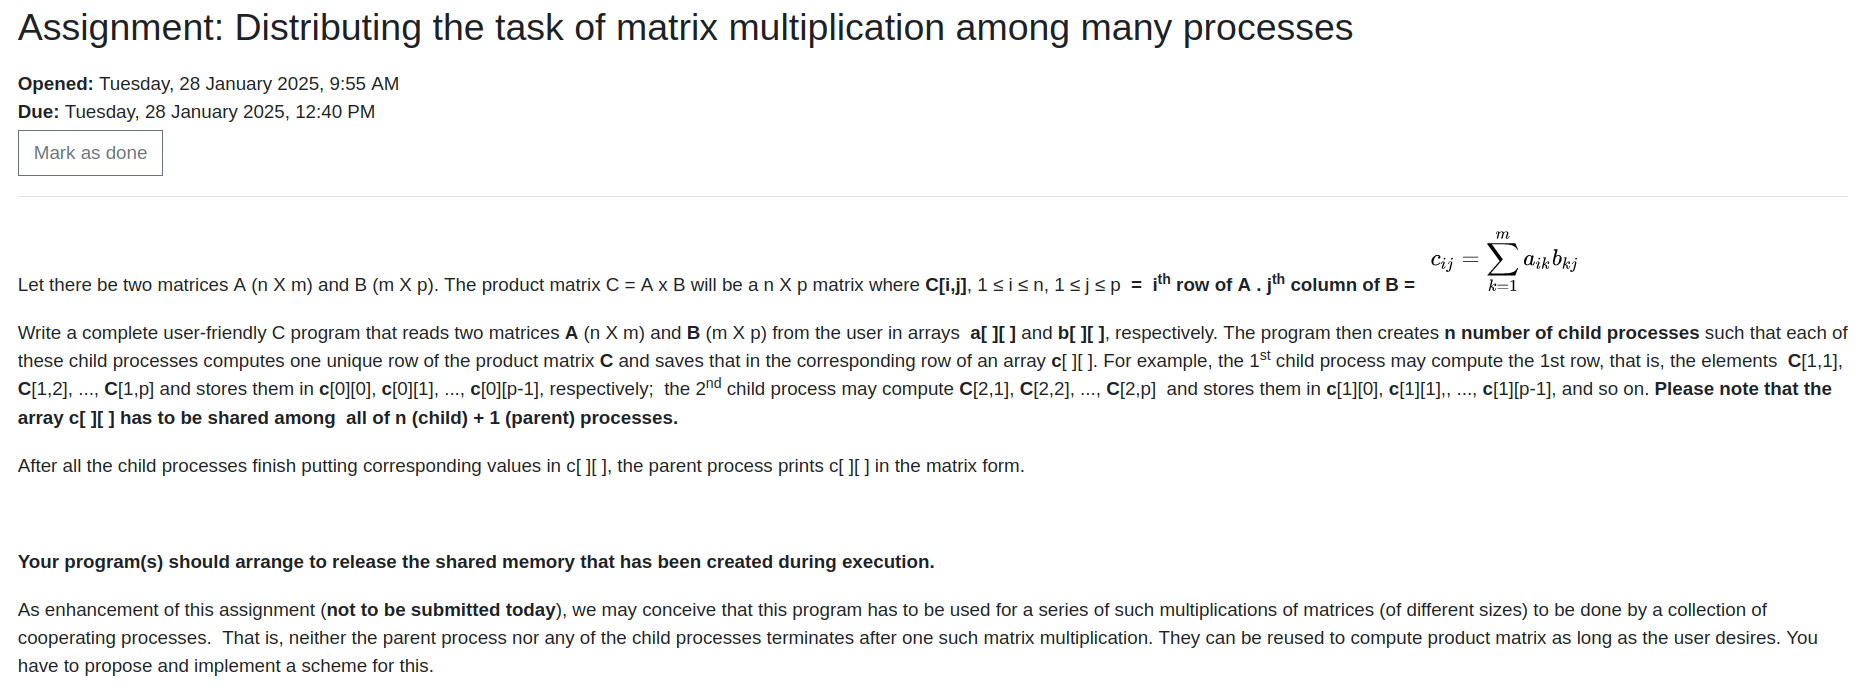 Assignment: Distributing the task of matrix multiplication among many processes
Opened: Tuesday, 28 January 2025, 9:55 AM
Due: Tuesday, 28 January 2025, 12:40 PM
Mark as done
Let there be two matrices A (n X m) and B (m X p). The product matrix C = A x B will be a n X p matrix where C[i,j], 1 ≤ i ≤ n, 1 ≤ j ≤ p = iᵗʰ row of A . jᵗʰ column of B = cᵢⱼ = ∑ᵐₖ₌₁ aᵢₖbₖⱼ
Write a complete user-friendly C program that reads two matrices A (n X m) and B (m X p) from the user in arrays a[ ][ ] and b[ ][ ], respectively. The program then creates n number of child processes such that each of
these child processes computes one unique row of the product matrix C and saves that in the corresponding row of an array c[ ][ ]. For example, the 1ˢᵗ child process may compute the 1st row, that is, the elements C[1,1],
C[1,2], ..., C[1,p] and stores them in c[0][0], c[0][1], ..., c[0][p-1], respectively; the 2ⁿᵈ child process may compute C[2,1], C[2,2], ..., C[2,p] and stores them in c[1][0], c[1][1],, ..., c[1][p-1], and so on. Please note that the
array c[ ][ ] has to be shared among all of n (child) + 1 (parent) processes.
After all the child processes finish putting corresponding values in c[ ][ ], the parent process prints c[ ][ ] in the matrix form.
Your program(s) should arrange to release the shared memory that has been created during execution.
As enhancement of this assignment (not to be submitted today), we may conceive that this program has to be used for a series of such multiplications of matrices (of different sizes) to be done by a collection of
cooperating processes. That is, neither the parent process nor any of the child processes terminates after one such matrix multiplication. They can be reused to compute product matrix as long as the user desires. You
have to propose and implement a scheme for this.